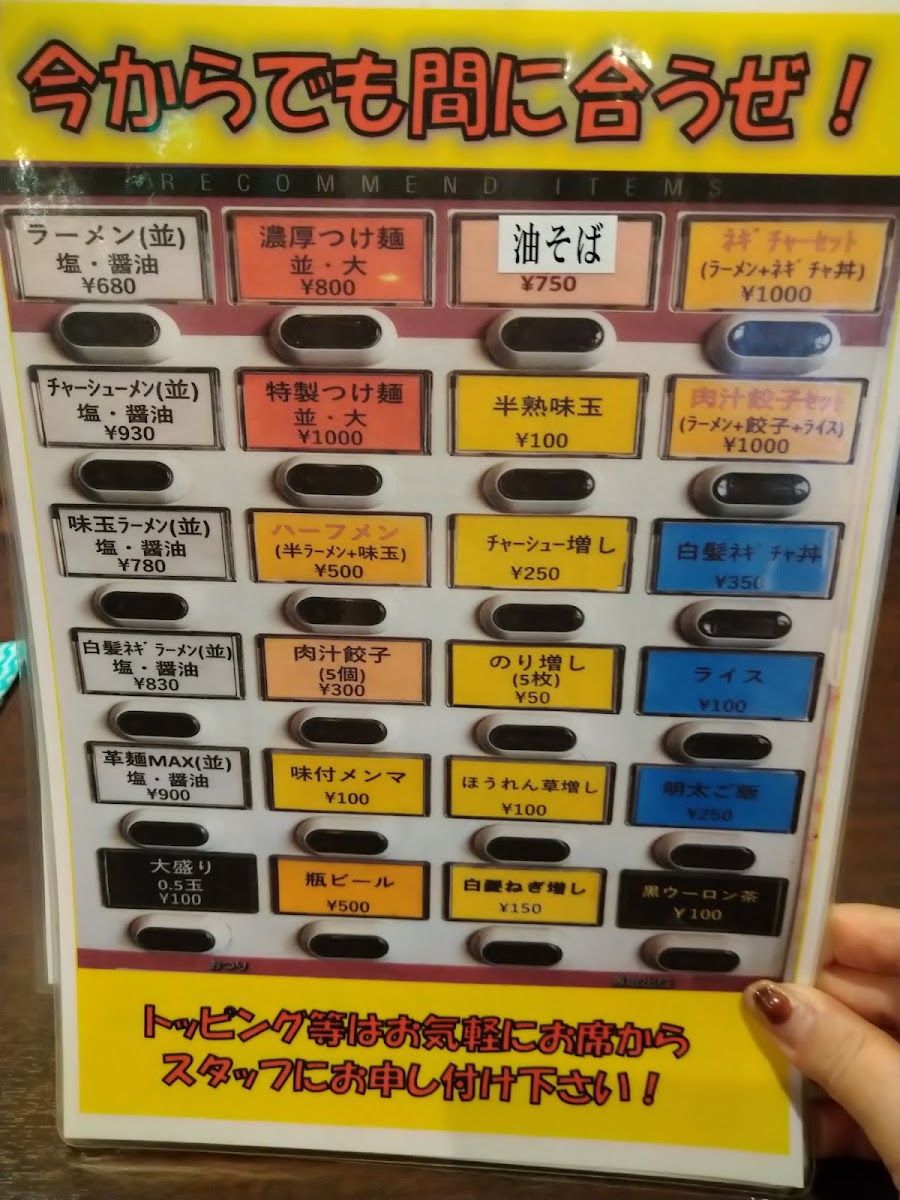 今からでも間に合うぜ！
RECOMMEND ITEMS
ラーメン(並)
塩・醤油
¥680
濃厚つけ麺
並・大
¥800
油そば
¥750
ﾈｷﾞﾁｬｰｾｯﾄ
(ラーメン+ﾈｷﾞﾁｬ丼)
¥1000
チャーシューメン(並)
塩・醤油
¥930
特製つけ麺
並・大
¥1000
半熟味玉
¥100
肉汁餃子ｾｯﾄ
(ラーメン+餃子+ライス)
¥1000
味玉ラーメン(並)
塩・醤油
¥780
ハーフメン
(半ラーメン+味玉)
¥500
チャーシュー増し
¥250
白髪ﾈｷﾞﾁｬ丼
¥350
白髪ﾈｷﾞラーメン(並)
塩・醤油
¥830
肉汁餃子
(5個)
¥300
のり増し
(5枚)
¥50
ライス
¥100
革麺MAX(並)
塩・醤油
¥900
味付メンマ
¥100
ほうれん草増し
¥100
明太ご飯
¥250
大盛り
0.5玉
¥100
瓶ビール
¥500
白髪ねぎ増し
¥150
黒ウーロン茶
¥100
おつり
トッピング等はお気軽にお席から
スタッフにお申し付け下さい！